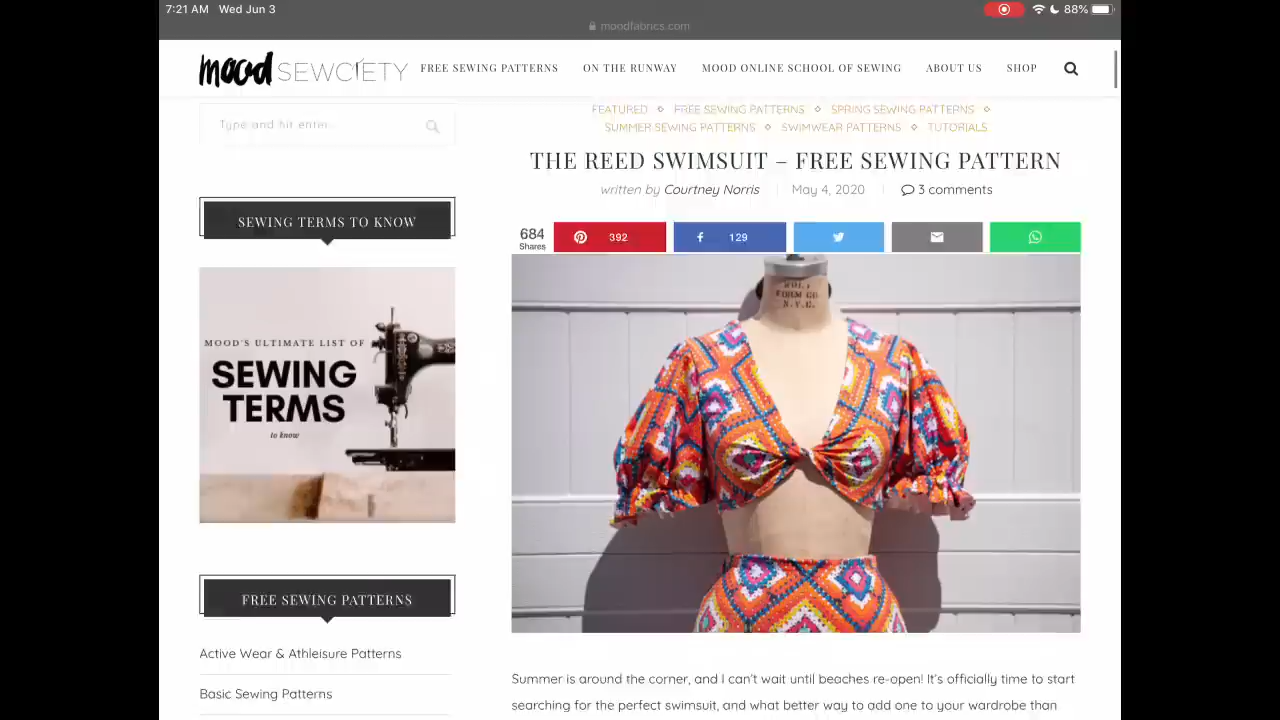 7:21 AM Wed Jun 3
88%
moodfabrics.com
mood SEWCIETY
FREE SEWING PATTERNS ON THE RUNWAY MOOD ONLINE SCHOOL OF SEWING ABOUT US SHOP
Type and hit enter...
FEATURED ◇ FREE SEWING PATTERNS ◇ SPRING SEWING PATTERNS ◇
SUMMER SEWING PATTERNS ◇ SWIMWEAR PATTERNS ◇ TUTORIALS
THE REED SWIMSUIT – FREE SEWING PATTERN
written by Courtney Norris May 4, 2020 3 comments
684
Shares
392
129
SEWING TERMS TO KNOW
MOOD'S ULTIMATE LIST OF
SEWING
TERMS
to know
FREE SEWING PATTERNS
Active Wear & Athleisure Patterns
Basic Sewing Patterns
WOLF
FORM CO
N.Y.C.
Summer is around the corner, and I can't wait until beaches re-open! It's officially time to start
searching for the perfect swimsuit, and what better way to add one to your wardrobe than